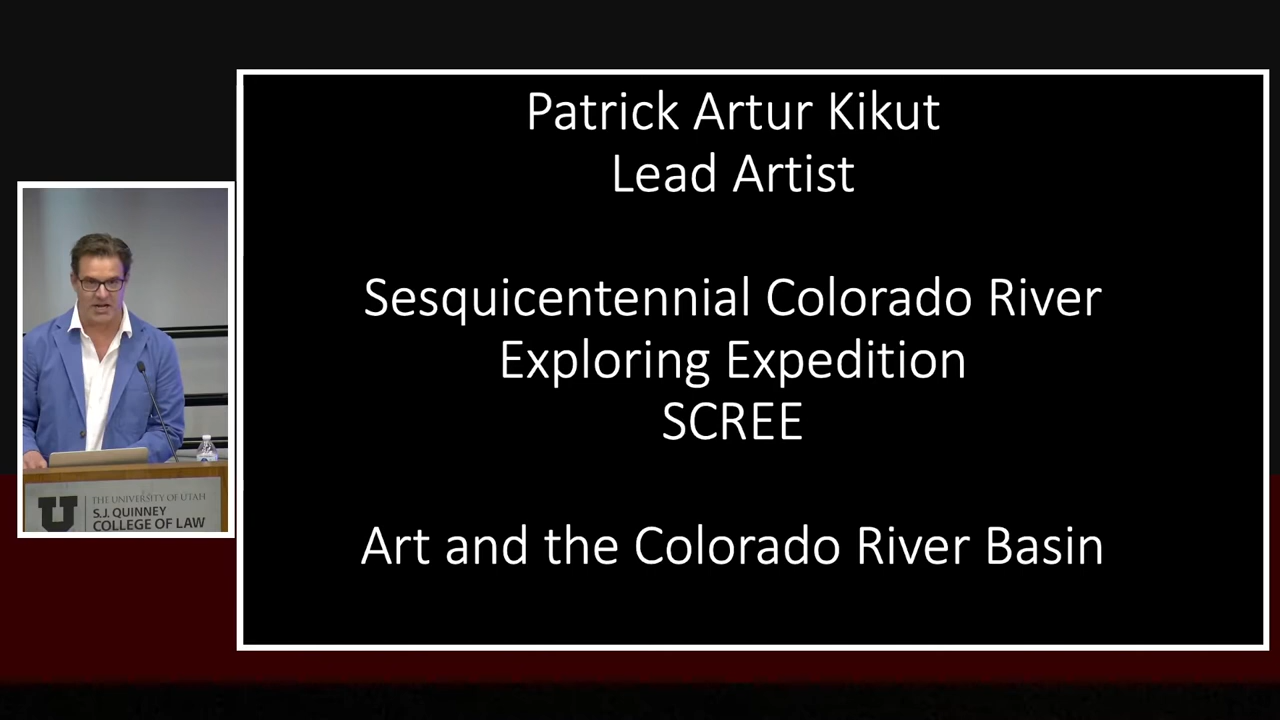 Patrick Artur Kikut
Lead Artist
Sesquicentennial Colorado River
Exploring Expedition
SCREE
Art and the Colorado River Basin
U
THE UNIVERSITY OF UTAH
S.J. QUINNEY
COLLEGE OF LAW